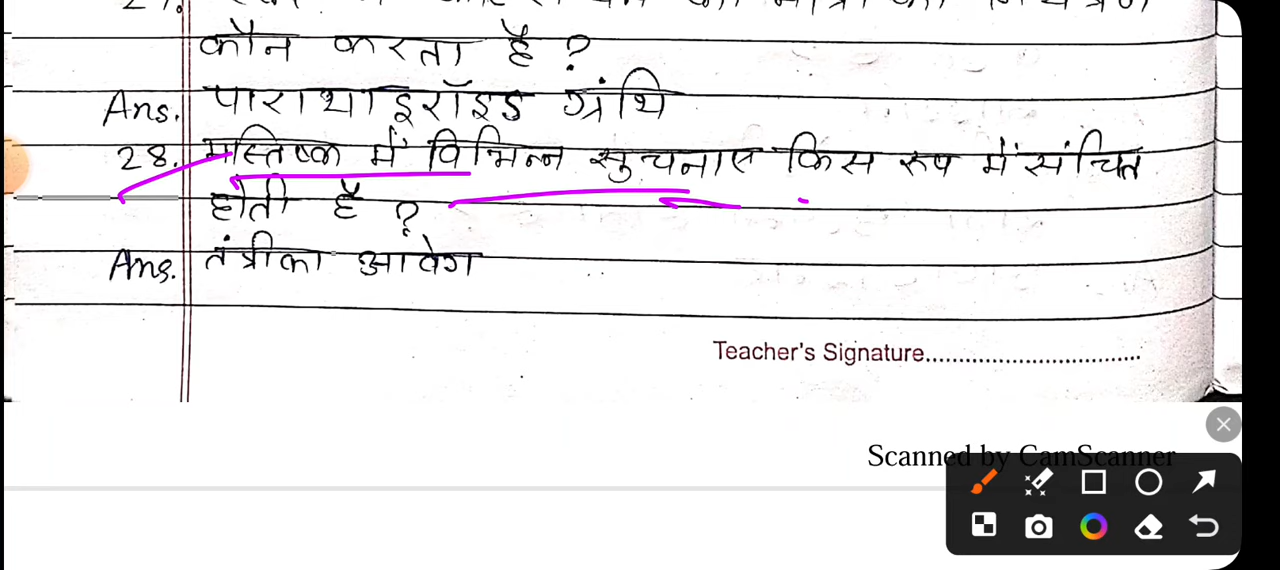 कौन करता है ?
Ans. पाराथाइरॉइड ग्रंथि
28. मस्तिष्क में विभिन्न सुचनाए किस रूप में संचित
होती है ?
Ans. तंत्रीका आवेग
Teacher's Signature................................
Scanned by CamScanner